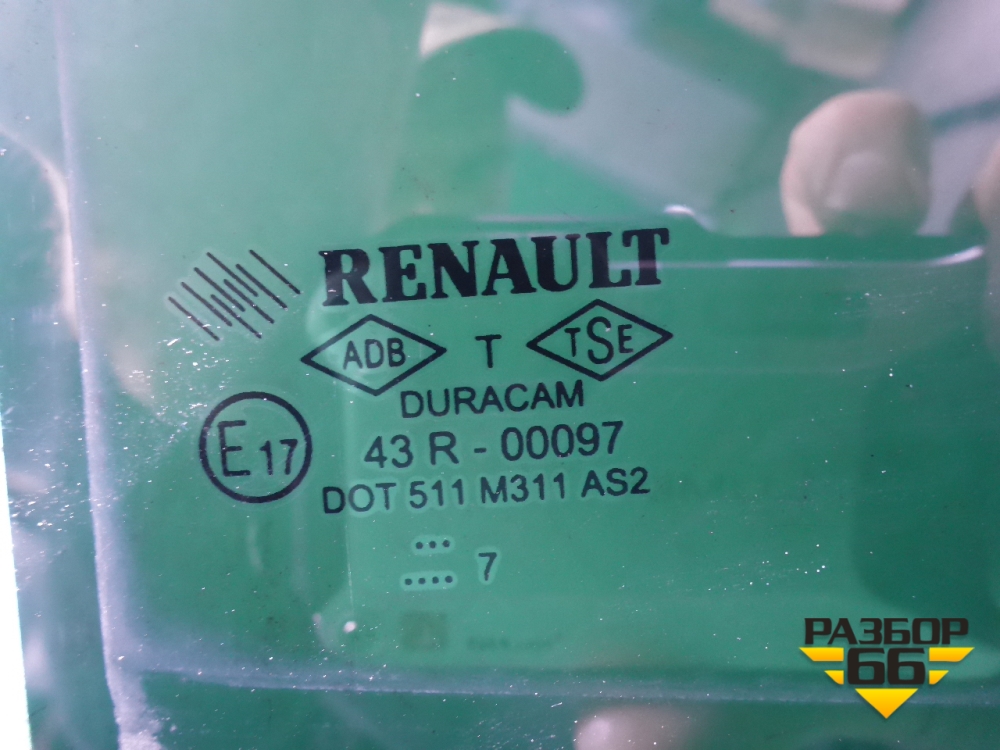 RENAULT
ADB T TSE
DURACAM
E17 43 R - 00097
DOT 511 M311 AS2
...
.... 7
РАЗБОР
66